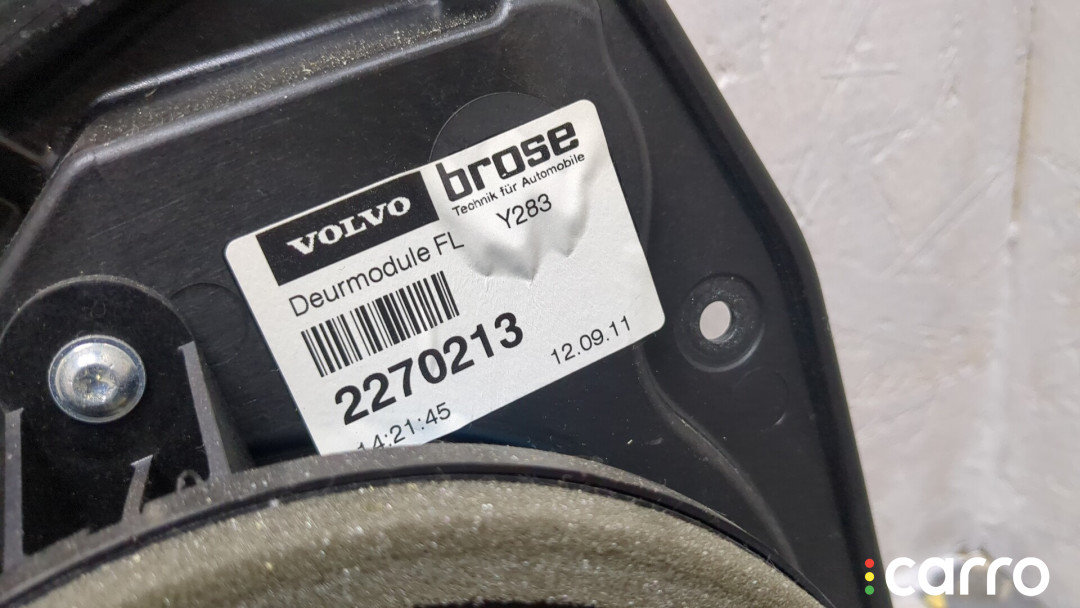 VOLVO
brose
Technik für Automobile
Deurmodule FL
Y283
2270213
12.09.11
14:21:45
carro